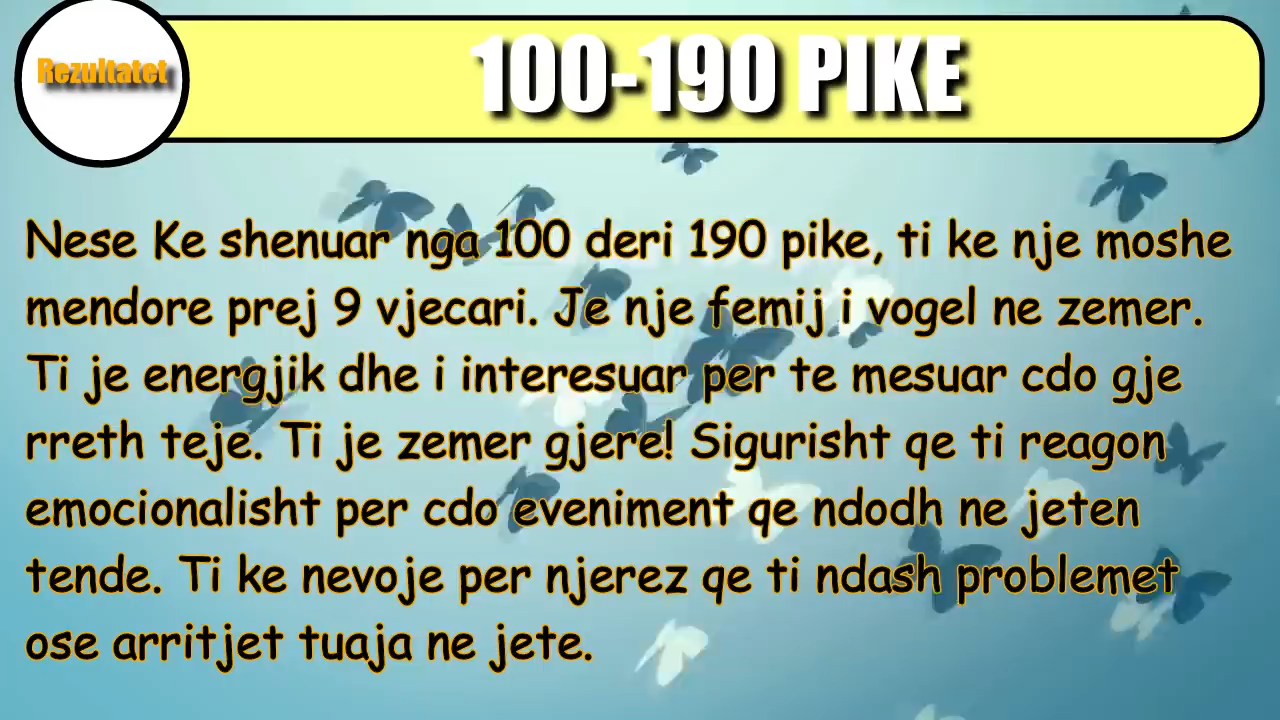 Rezultatet
100-190 PIKE
Nese Ke shenuar nga 100 deri 190 pike, ti ke nje moshe
mendore prej 9 vjecari. Je nje femij i vogel ne zemer.
Ti je energjik dhe i interesuar per te mesuar cdo gje
rreth teje. Ti je zemer gjere! Sigurisht qe ti reagon
emocionalisht per cdo eveniment qe ndodh ne jeten
tende. Ti ke nevoje per njerez qe ti ndash problemet
ose arritjet tuaja ne jete.